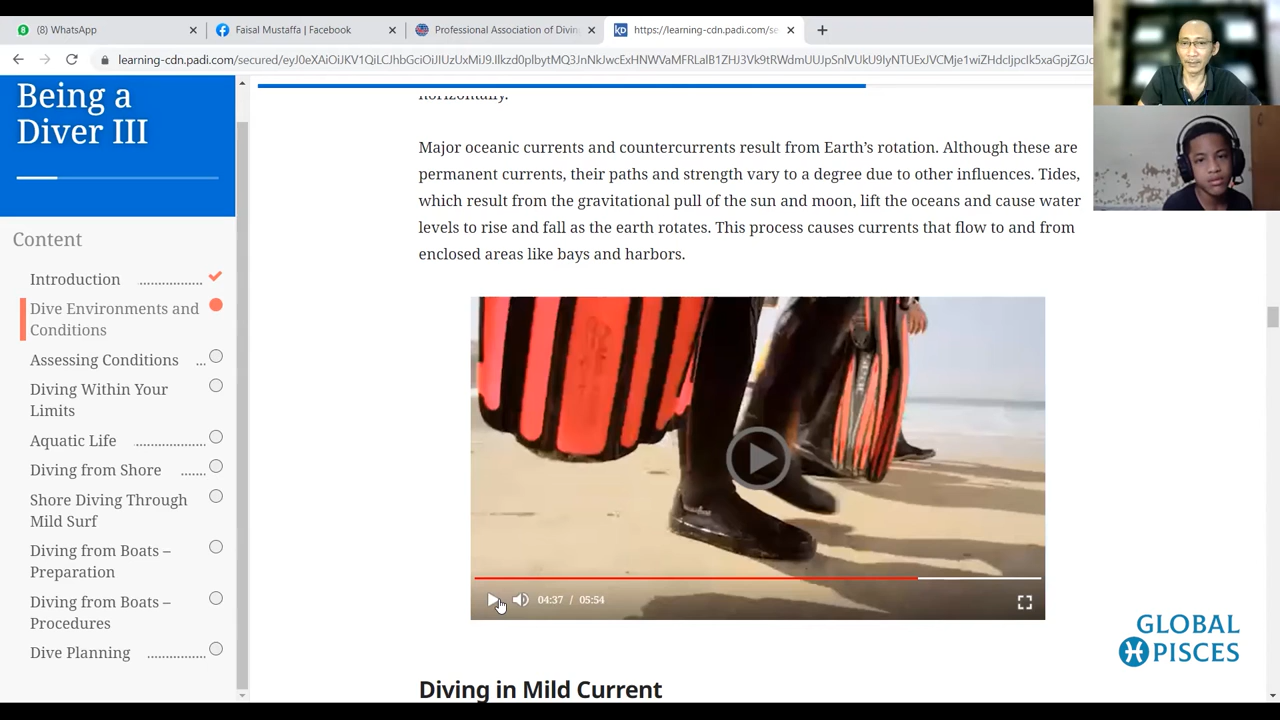 (8) WhatsApp
Faisal Mustaffa | Facebook
Professional Association of Divin
https://learning-cdn.padi.com/se
Being a
Diver III
Content
Introduction
Dive Environments and
Conditions
Assessing Conditions
Diving Within Your
Limits
Aquatic Life
Diving from Shore
Shore Diving Through
Mild Surf
Diving from Boats –
Preparation
Diving from Boats –
Procedures
Dive Planning
horizontally.
Major oceanic currents and countercurrents result from Earth’s rotation. Although these are
permanent currents, their paths and strength vary to a degree due to other influences. Tides,
which result from the gravitational pull of the sun and moon, lift the oceans and cause water
levels to rise and fall as the earth rotates. This process causes currents that flow to and from
enclosed areas like bays and harbors.
04:37 / 05:54
Diving in Mild Current
GLOBAL
PISCES